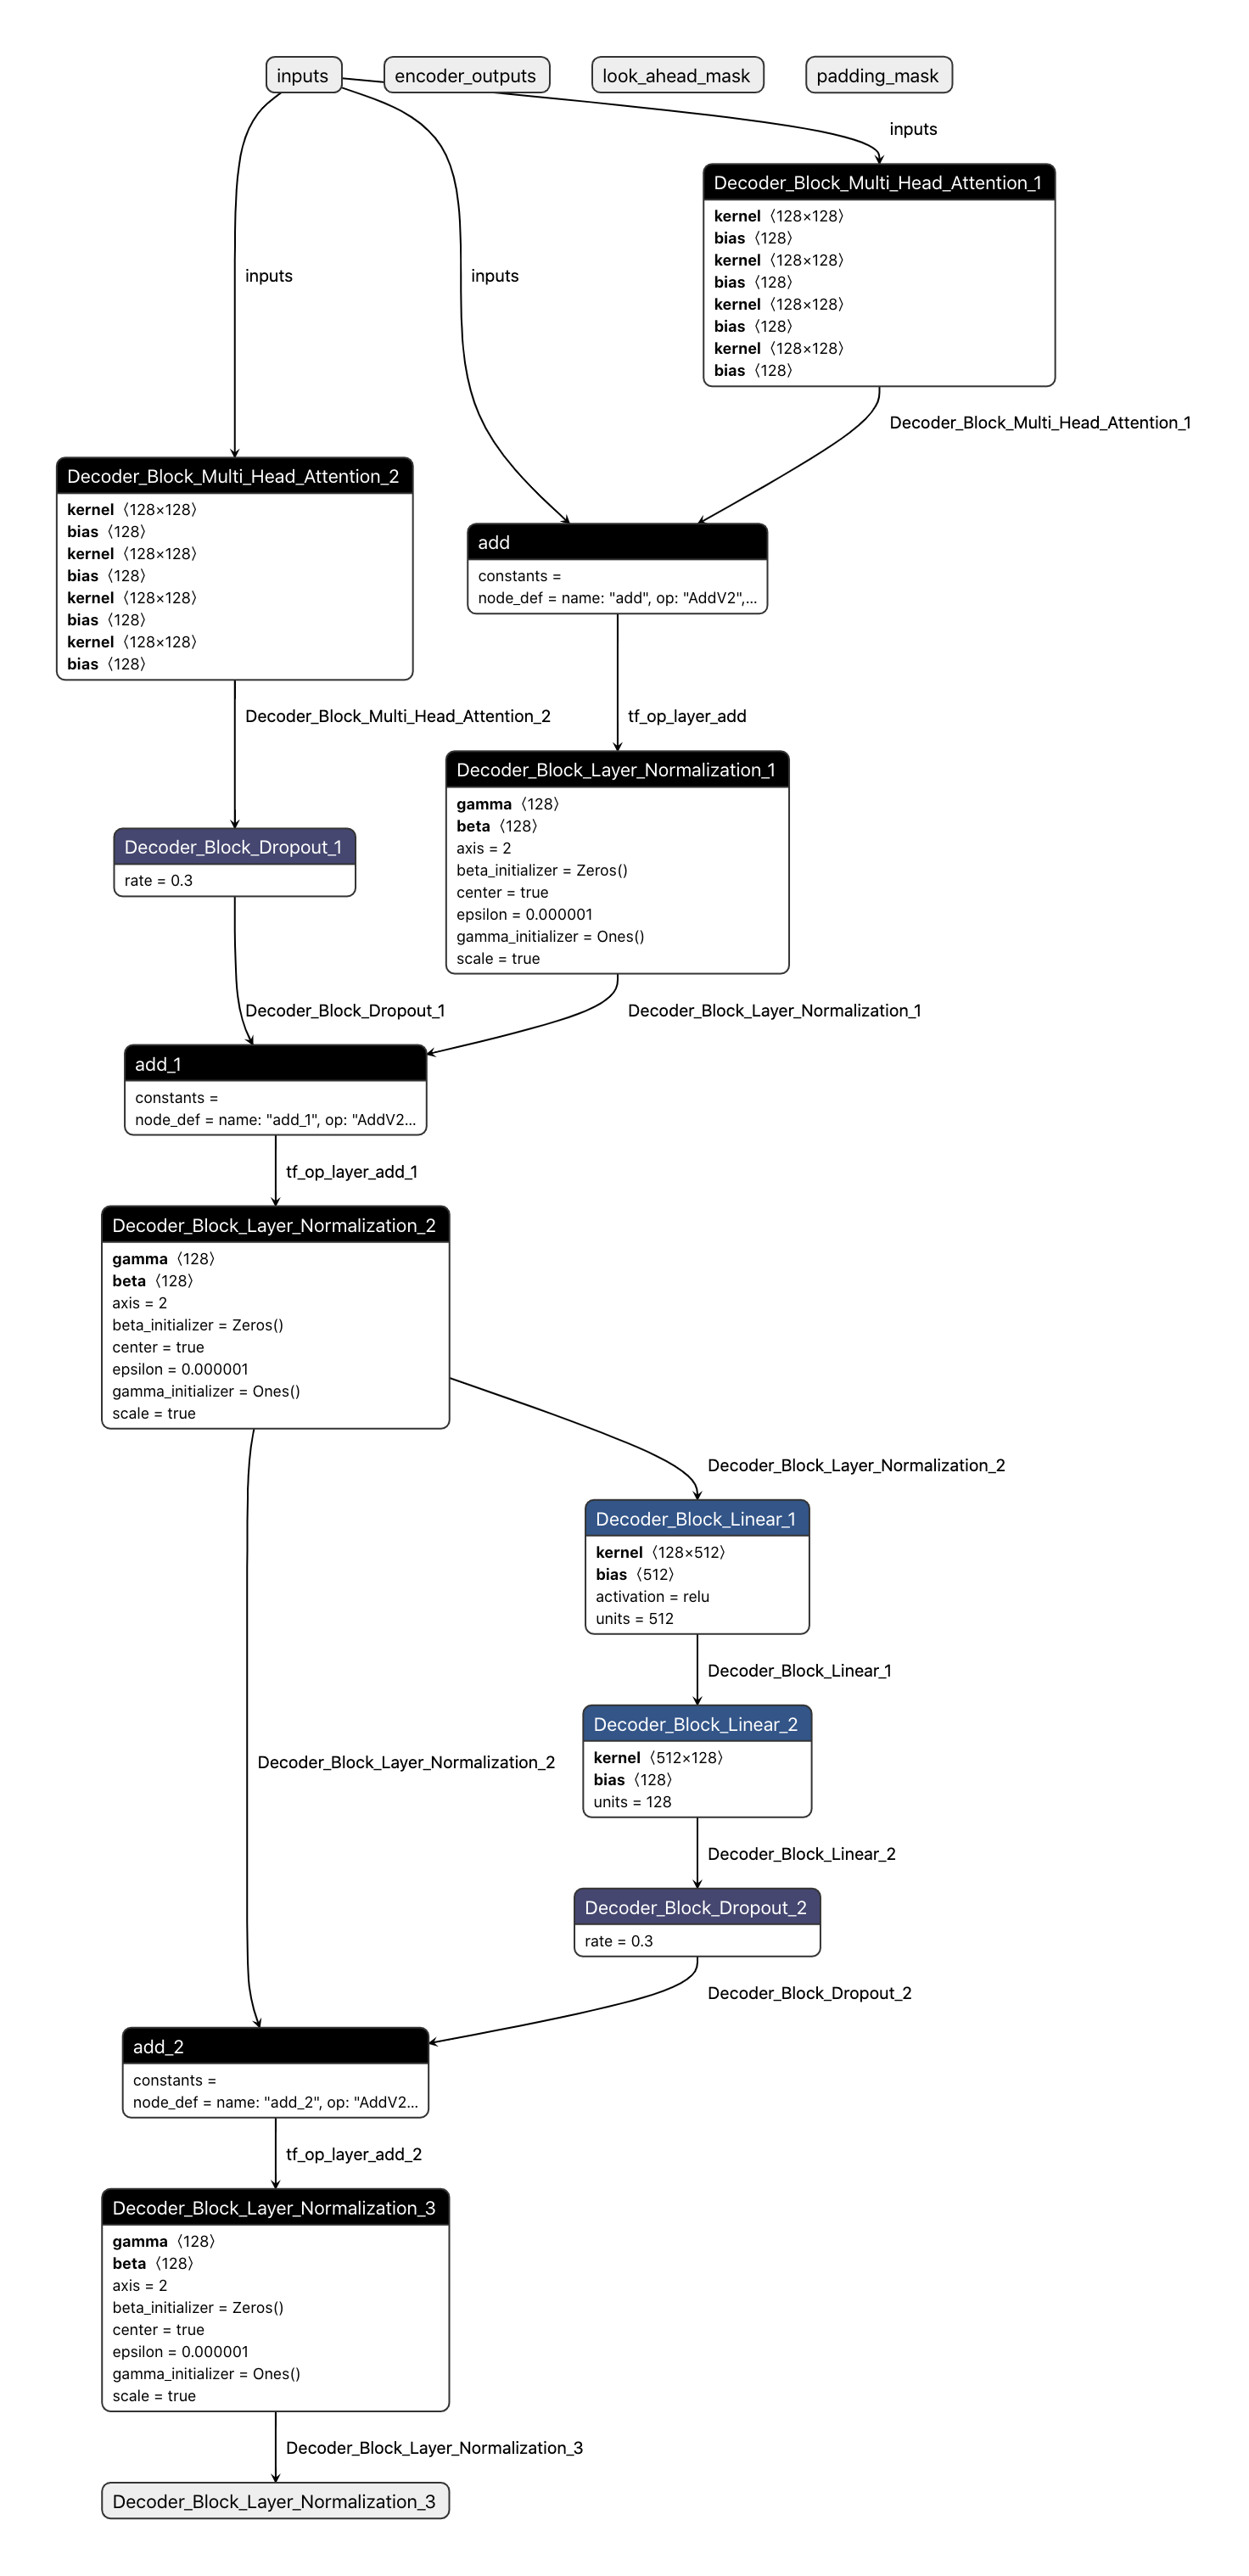 inputs
encoder_outputs
look_ahead_mask
padding_mask
inputs
Decoder_Block_Multi_Head_Attention_1
kernel 〈128×128〉
bias 〈128〉
kernel 〈128×128〉
bias 〈128〉
kernel 〈128×128〉
bias 〈128〉
kernel 〈128×128〉
bias 〈128〉
inputs
inputs
Decoder_Block_Multi_Head_Attention_1
Decoder_Block_Multi_Head_Attention_2
kernel 〈128×128〉
bias 〈128〉
kernel 〈128×128〉
bias 〈128〉
kernel 〈128×128〉
bias 〈128〉
kernel 〈128×128〉
bias 〈128〉
add
constants =
node_def = name: "add", op: "AddV2",...
Decoder_Block_Multi_Head_Attention_2
tf_op_layer_add
Decoder_Block_Layer_Normalization_1
gamma 〈128〉
beta 〈128〉
axis = 2
beta_initializer = Zeros()
center = true
epsilon = 0.000001
gamma_initializer = Ones()
scale = true
Decoder_Block_Dropout_1
rate = 0.3
Decoder_Block_Dropout_1
Decoder_Block_Layer_Normalization_1
add_1
constants =
node_def = name: "add_1", op: "AddV2...
tf_op_layer_add_1
Decoder_Block_Layer_Normalization_2
gamma 〈128〉
beta 〈128〉
axis = 2
beta_initializer = Zeros()
center = true
epsilon = 0.000001
gamma_initializer = Ones()
scale = true
Decoder_Block_Layer_Normalization_2
Decoder_Block_Linear_1
kernel 〈128×512〉
bias 〈512〉
activation = relu
units = 512
Decoder_Block_Linear_1
Decoder_Block_Linear_2
kernel 〈512×128〉
bias 〈128〉
units = 128
Decoder_Block_Layer_Normalization_2
Decoder_Block_Linear_2
Decoder_Block_Dropout_2
rate = 0.3
Decoder_Block_Dropout_2
add_2
constants =
node_def = name: "add_2", op: "AddV2...
tf_op_layer_add_2
Decoder_Block_Layer_Normalization_3
gamma 〈128〉
beta 〈128〉
axis = 2
beta_initializer = Zeros()
center = true
epsilon = 0.000001
gamma_initializer = Ones()
scale = true
Decoder_Block_Layer_Normalization_3
Decoder_Block_Layer_Normalization_3